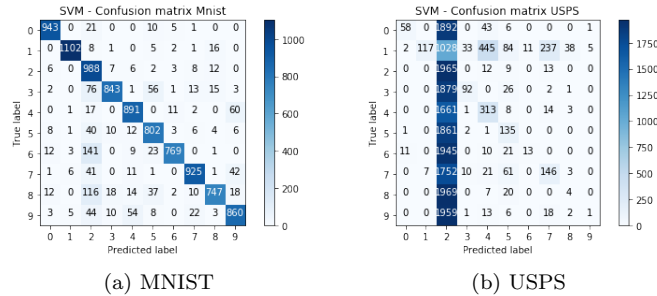 SVM - Confusion matrix Mnist
0 943 0 21 0 0 10 5 1 0 0
1 0 1102 8 1 0 5 2 1 16 0
2 6 0 988 7 6 2 3 8 12 0
3 2 0 76 843 1 56 1 13 15 3
4 0 1 17 0 891 0 11 2 0 60
5 8 1 40 10 12 802 3 6 4 6
6 12 3 141 0 9 23 769 1 0 0
7 1 6 41 0 11 1 0 925 1 42
8 12 0 116 18 14 37 2 10 747 18
9 3 5 44 10 54 8 0 22 3 860
0 1 2 3 4 5 6 7 8 9
True label
Predicted label
1000
800
600
400
200
0
(a) MNIST
SVM - Confusion matrix USPS
0 58 0 1892 0 43 6 0 0 0 1
1 2 117 1028 33 445 84 11 237 38 5
2 0 0 1965 0 12 9 0 13 0 0
3 0 0 1879 92 0 26 0 2 1 0
4 0 0 1661 1 313 8 0 14 3 0
5 0 0 1861 2 1 135 0 0 1 0
6 11 0 1945 0 10 21 13 0 0 0
7 0 7 1752 10 21 61 0 146 3 0
8 0 0 1969 0 7 20 0 0 4 0
9 0 0 1959 1 13 6 0 18 2 1
0 1 2 3 4 5 6 7 8 9
True label
Predicted label
1750
1500
1250
1000
750
500
250
0
(b) USPS